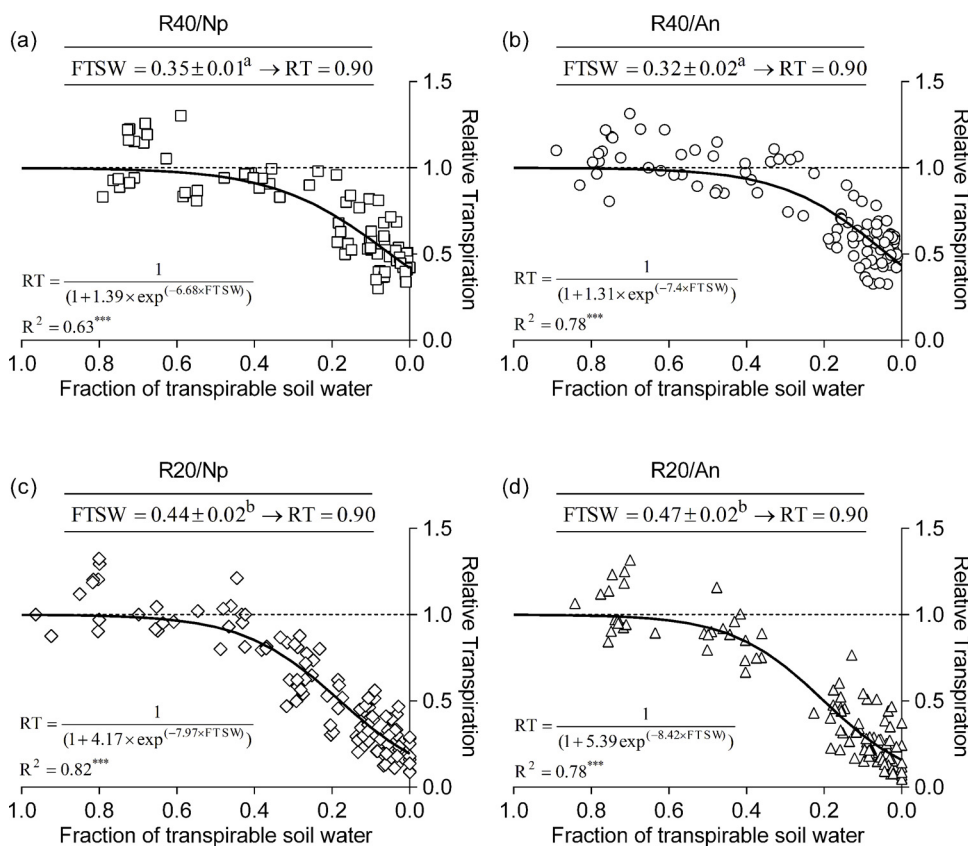 R40/Np
(a)
FTSW = 0.35 ± 0.01ᵃ → RT = 0.90
1.5
1.0
0.5
0.0
Relative Transpiration
RT = 1 / (1+1.39×exp^(−6.68×FTSW))
R² = 0.63***
1.0 0.8 0.6 0.4 0.2 0.0
Fraction of transpirable soil water
R40/An
(b)
FTSW = 0.32 ± 0.02ᵃ → RT = 0.90
1.5
1.0
0.5
0.0
Relative Transpiration
RT = 1 / (1+1.31×exp^(−7.4×FTSW))
R² = 0.78***
1.0 0.8 0.6 0.4 0.2 0.0
Fraction of transpirable soil water
R20/Np
(c)
FTSW = 0.44 ± 0.02ᵇ → RT = 0.90
1.5
1.0
0.5
0.0
Relative Transpiration
RT = 1 / (1+4.17×exp^(−7.97×FTSW))
R² = 0.82***
1.0 0.8 0.6 0.4 0.2 0.0
Fraction of transpirable soil water
R20/An
(d)
FTSW = 0.47 ± 0.02ᵇ → RT = 0.90
1.5
1.0
0.5
0.0
Relative Transpiration
RT = 1 / (1+5.39exp^(−8.42×FTSW))
R² = 0.78***
1.0 0.8 0.6 0.4 0.2 0.0
Fraction of transpirable soil water